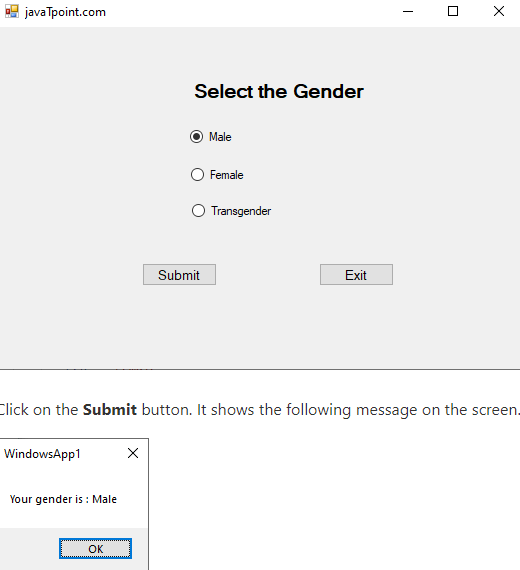 javaTpoint.com
Select the Gender
Male
Female
Transgender
Submit
Exit
Click on the Submit button. It shows the following message on the screen.
WindowsApp1
Your gender is : Male
OK